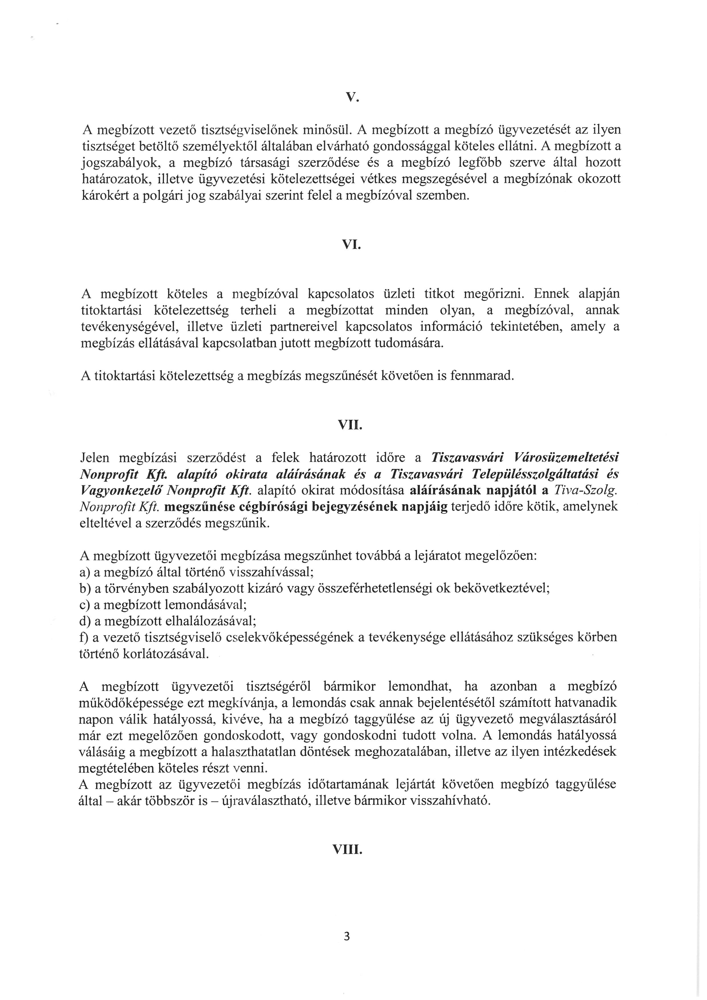 V.
A megbízott vezető tisztségviselőnek minősül. A megbízott a megbízó ügyvezetését az ilyen
tisztséget betöltő személyektől általában elvárható gondossággal köteles ellátni. A megbízott a
jogszabályok, a megbízó társasági szerződése és a megbízó legfőbb szerve által hozott
határozatok, illetve ügyvezetési kötelezettségei vétkes megszegésével a megbízónak okozott
károkért a polgári jog szabályai szerint felel a megbízóval szemben.
VI.
A megbízott köteles a megbízóval kapcsolatos üzleti titkot megőrizni. Ennek alapján
titoktartási kötelezettség terheli a megbízottat minden olyan, a megbízóval, annak
tevékenységével, illetve üzleti partnereivel kapcsolatos információ tekintetében, amely a
megbízás ellátásával kapcsolatban jutott megbízott tudomására.
A titoktartási kötelezettség a megbízás megszűnését követően is fennmarad.
VII.
Jelen megbízási szerződést a felek határozott időre a Tiszavasvári Városüzemeltetési
Nonprofit Kft. alapító okirata aláírásának és a Tiszavasvári Településszolgáltatási és
Vagyonkezelő Nonprofit Kft. alapító okirat módosítása aláírásának napjától a Tiva-Szolg.
Nonprofit Kft. megszűnése cégbírósági bejegyzésének napjáig terjedő időre kötik, amelynek
elteltével a szerződés megszűnik.
A megbízott ügyvezetői megbízása megszűnhet továbbá a lejáratot megelőzően:
a) a megbízó által történő visszahívással;
b) a törvényben szabályozott kizáró vagy összeférhetetlenségi ok bekövetkeztével;
c) a megbízott lemondásával;
d) a megbízott elhalálozásával;
f) a vezető tisztségviselő cselekvőképességének a tevékenysége ellátásához szükséges körben
történő korlátozásával.
A megbízott ügyvezetői tisztségéről bármikor lemondhat, ha azonban a megbízó
működőképessége ezt megkívánja, a lemondás csak annak bejelentésétől számított hatvanadik
napon válik hatályossá, kivéve, ha a megbízó taggyűlése az új ügyvezető megválasztásáról
már ezt megelőzően gondoskodott, vagy gondoskodni tudott volna. A lemondás hatályossá
válásáig a megbízott a halaszthatatlan döntések meghozatalában, illetve az ilyen intézkedések
megtételében köteles részt venni.
A megbízott az ügyvezetői megbízás időtartamának lejártát követően megbízó taggyűlése
által – akár többször is – újraválasztható, illetve bármikor visszahívható.
VIII.
3